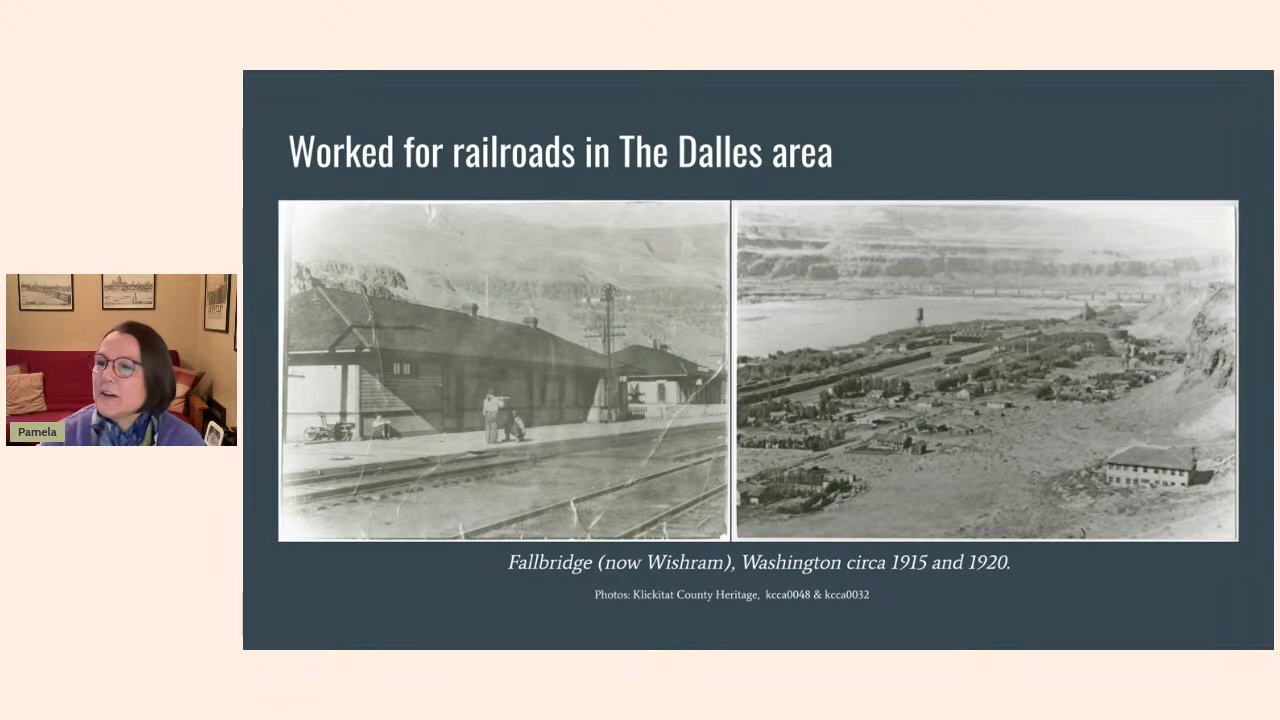 Worked for railroads in The Dalles area
Pamela
Fallbridge (now Wishram), Washington circa 1915 and 1920.
Photos: Klickitat County Heritage, kcca0048 & kcca0032